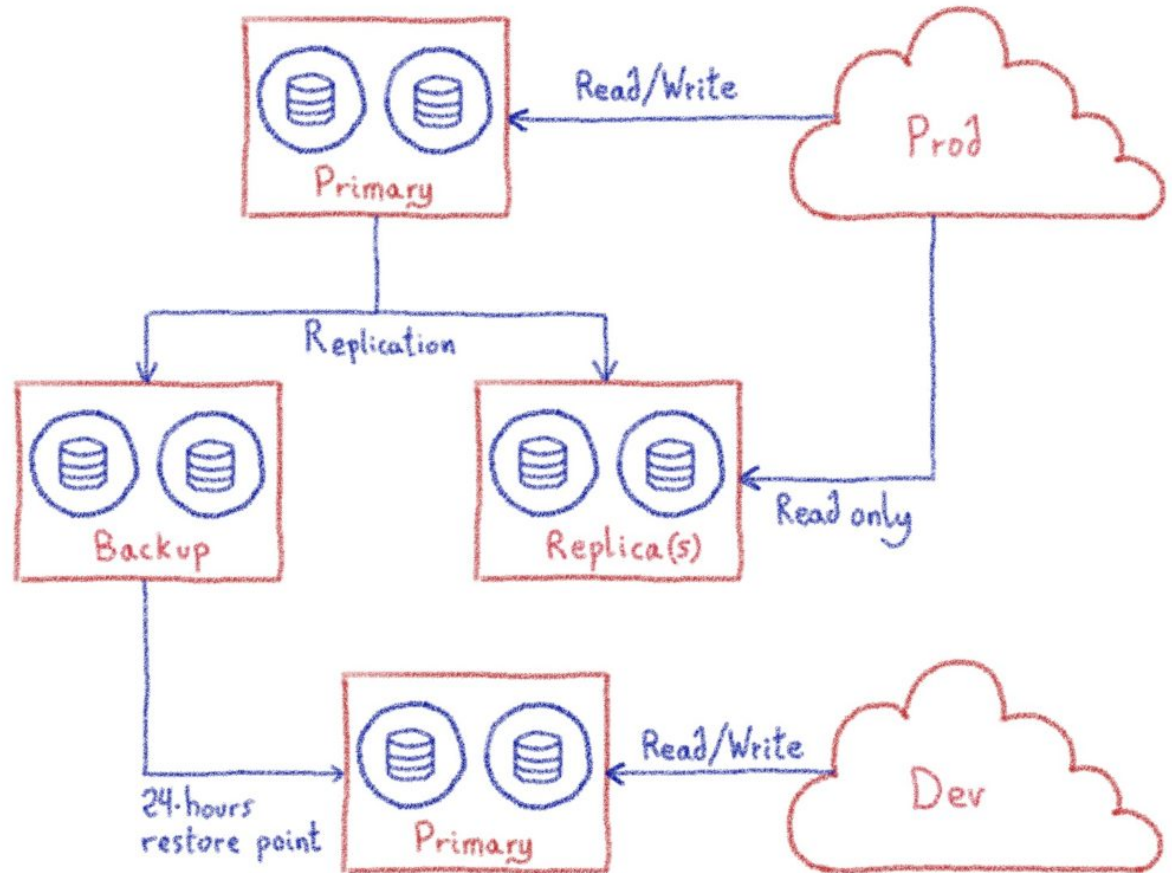 Read/Write
Prod
Primary
Replication
Backup
Replica(s)
Read only
Read/Write
24-hours
restore point
Primary
Dev